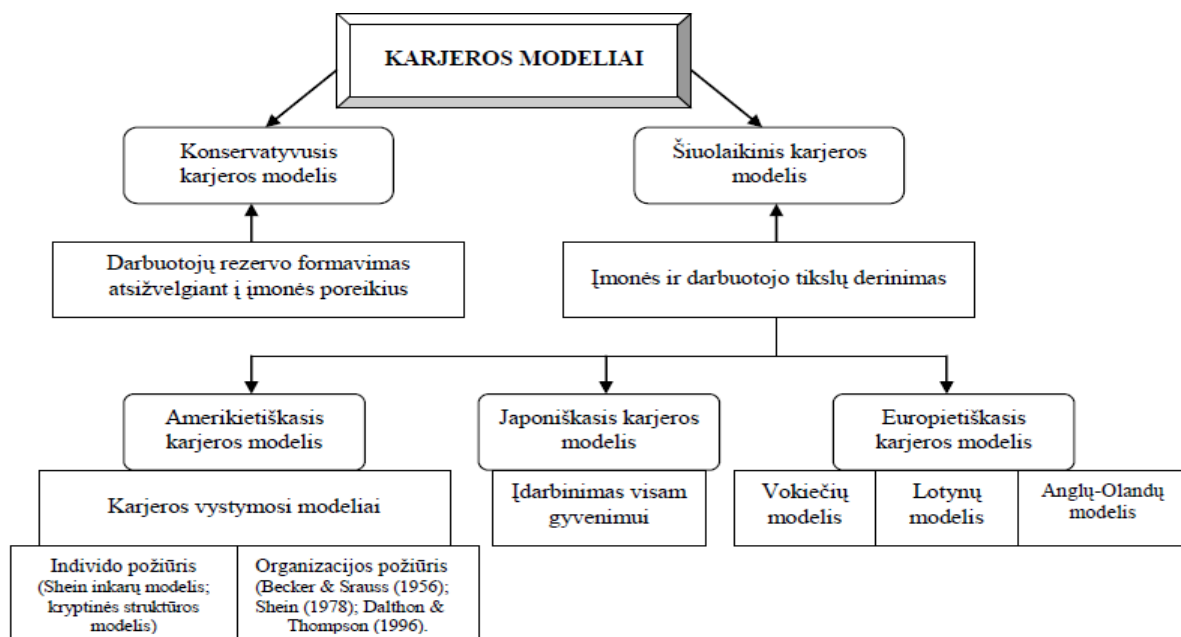 KARJEROS MODELIAI
Konservatyvusis
karjeros modelis
Šiuolaikinis karjeros
modelis
Darbuotojų rezervo formavimas
atsižvelgiant į įmonės poreikius
Įmonės ir darbuotojo tikslų derinimas
Amerikietiškasis
karjeros modelis
Japoniškasis karjeros
modelis
Europietiškasis
karjeros modelis
Karjeros vystymosi modeliai
Įdarbinimas visam
gyvenimui
Vokiečių
modelis
Lotynų
modelis
Anglų-Olandų
modelis
Individo požiūris
(Shein inkarų modelis;
kryptinės struktūros
modelis)
Organizacijos požiūris
(Becker & Srauss (1956);
Shein (1978); Dalthon &
Thompson (1996).